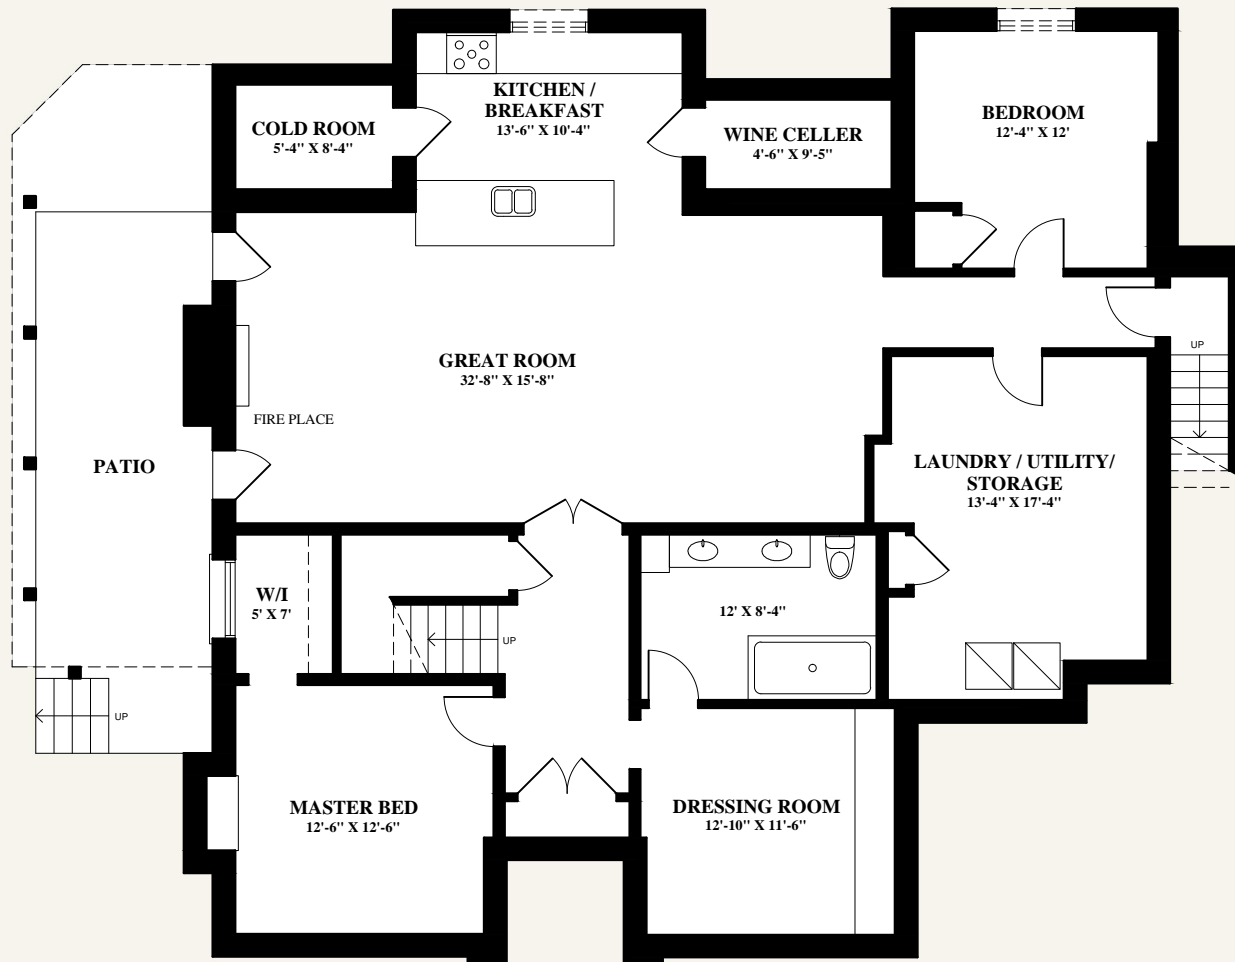 KITCHEN /
BREAKFAST
13'-6" X 10'-4"
COLD ROOM
5'-4" X 8'-4"
WINE CELLER
4'-6" X 9'-5"
BEDROOM
12'-4" X 12'
GREAT ROOM
32'-8" X 15'-8"
FIRE PLACE
UP
PATIO
LAUNDRY / UTILITY/
STORAGE
13'-4" X 17'-4"
W/I
5' X 7'
UP
12' X 8'-4"
UP
MASTER BED
12'-6" X 12'-6"
DRESSING ROOM
12'-10" X 11'-6"